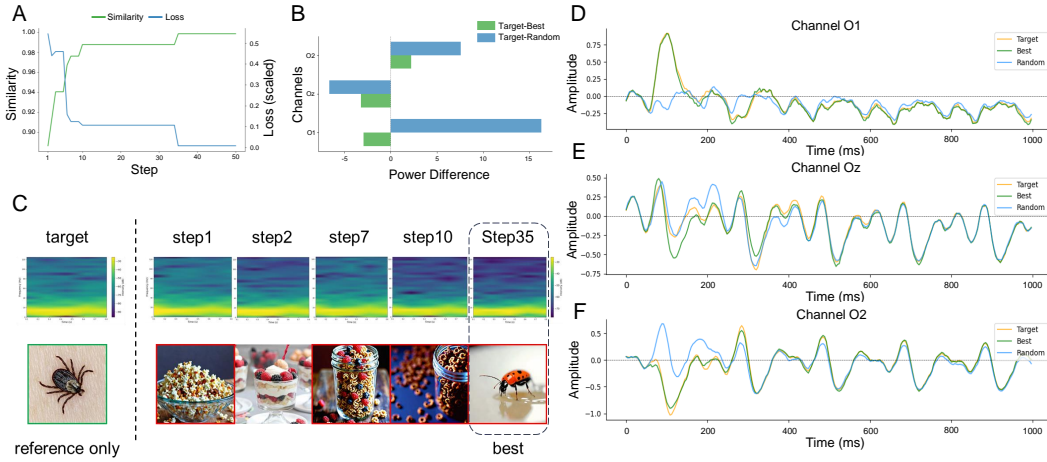 A
Similarity
Loss
1.00
0.98
0.96
0.94
0.92
0.90
0.5
0.4
0.3
0.2
0.1
0.0
Similarity
Loss (scaled)
1
10
20
30
40
50
Step
B
Target-Best
Target-Random
O2
Oz
O1
Channels
-5
0
5
10
15
Power Difference
C
target
step1
step2
step7
step10
Step35
reference only
best
D
Channel O1
Target
Best
Random
0.75
0.50
0.25
0.00
−0.25
Amplitude
0
200
400
600
800
1000
Time (ms)
E
Channel Oz
Target
Best
Random
0.50
0.25
0.00
−0.25
−0.50
−0.75
Amplitude
0
200
400
600
800
1000
Time (ms)
F
Channel O2
Target
Best
Random
0.5
0.0
−0.5
−1.0
Amplitude
0
200
400
600
800
1000
Time (ms)